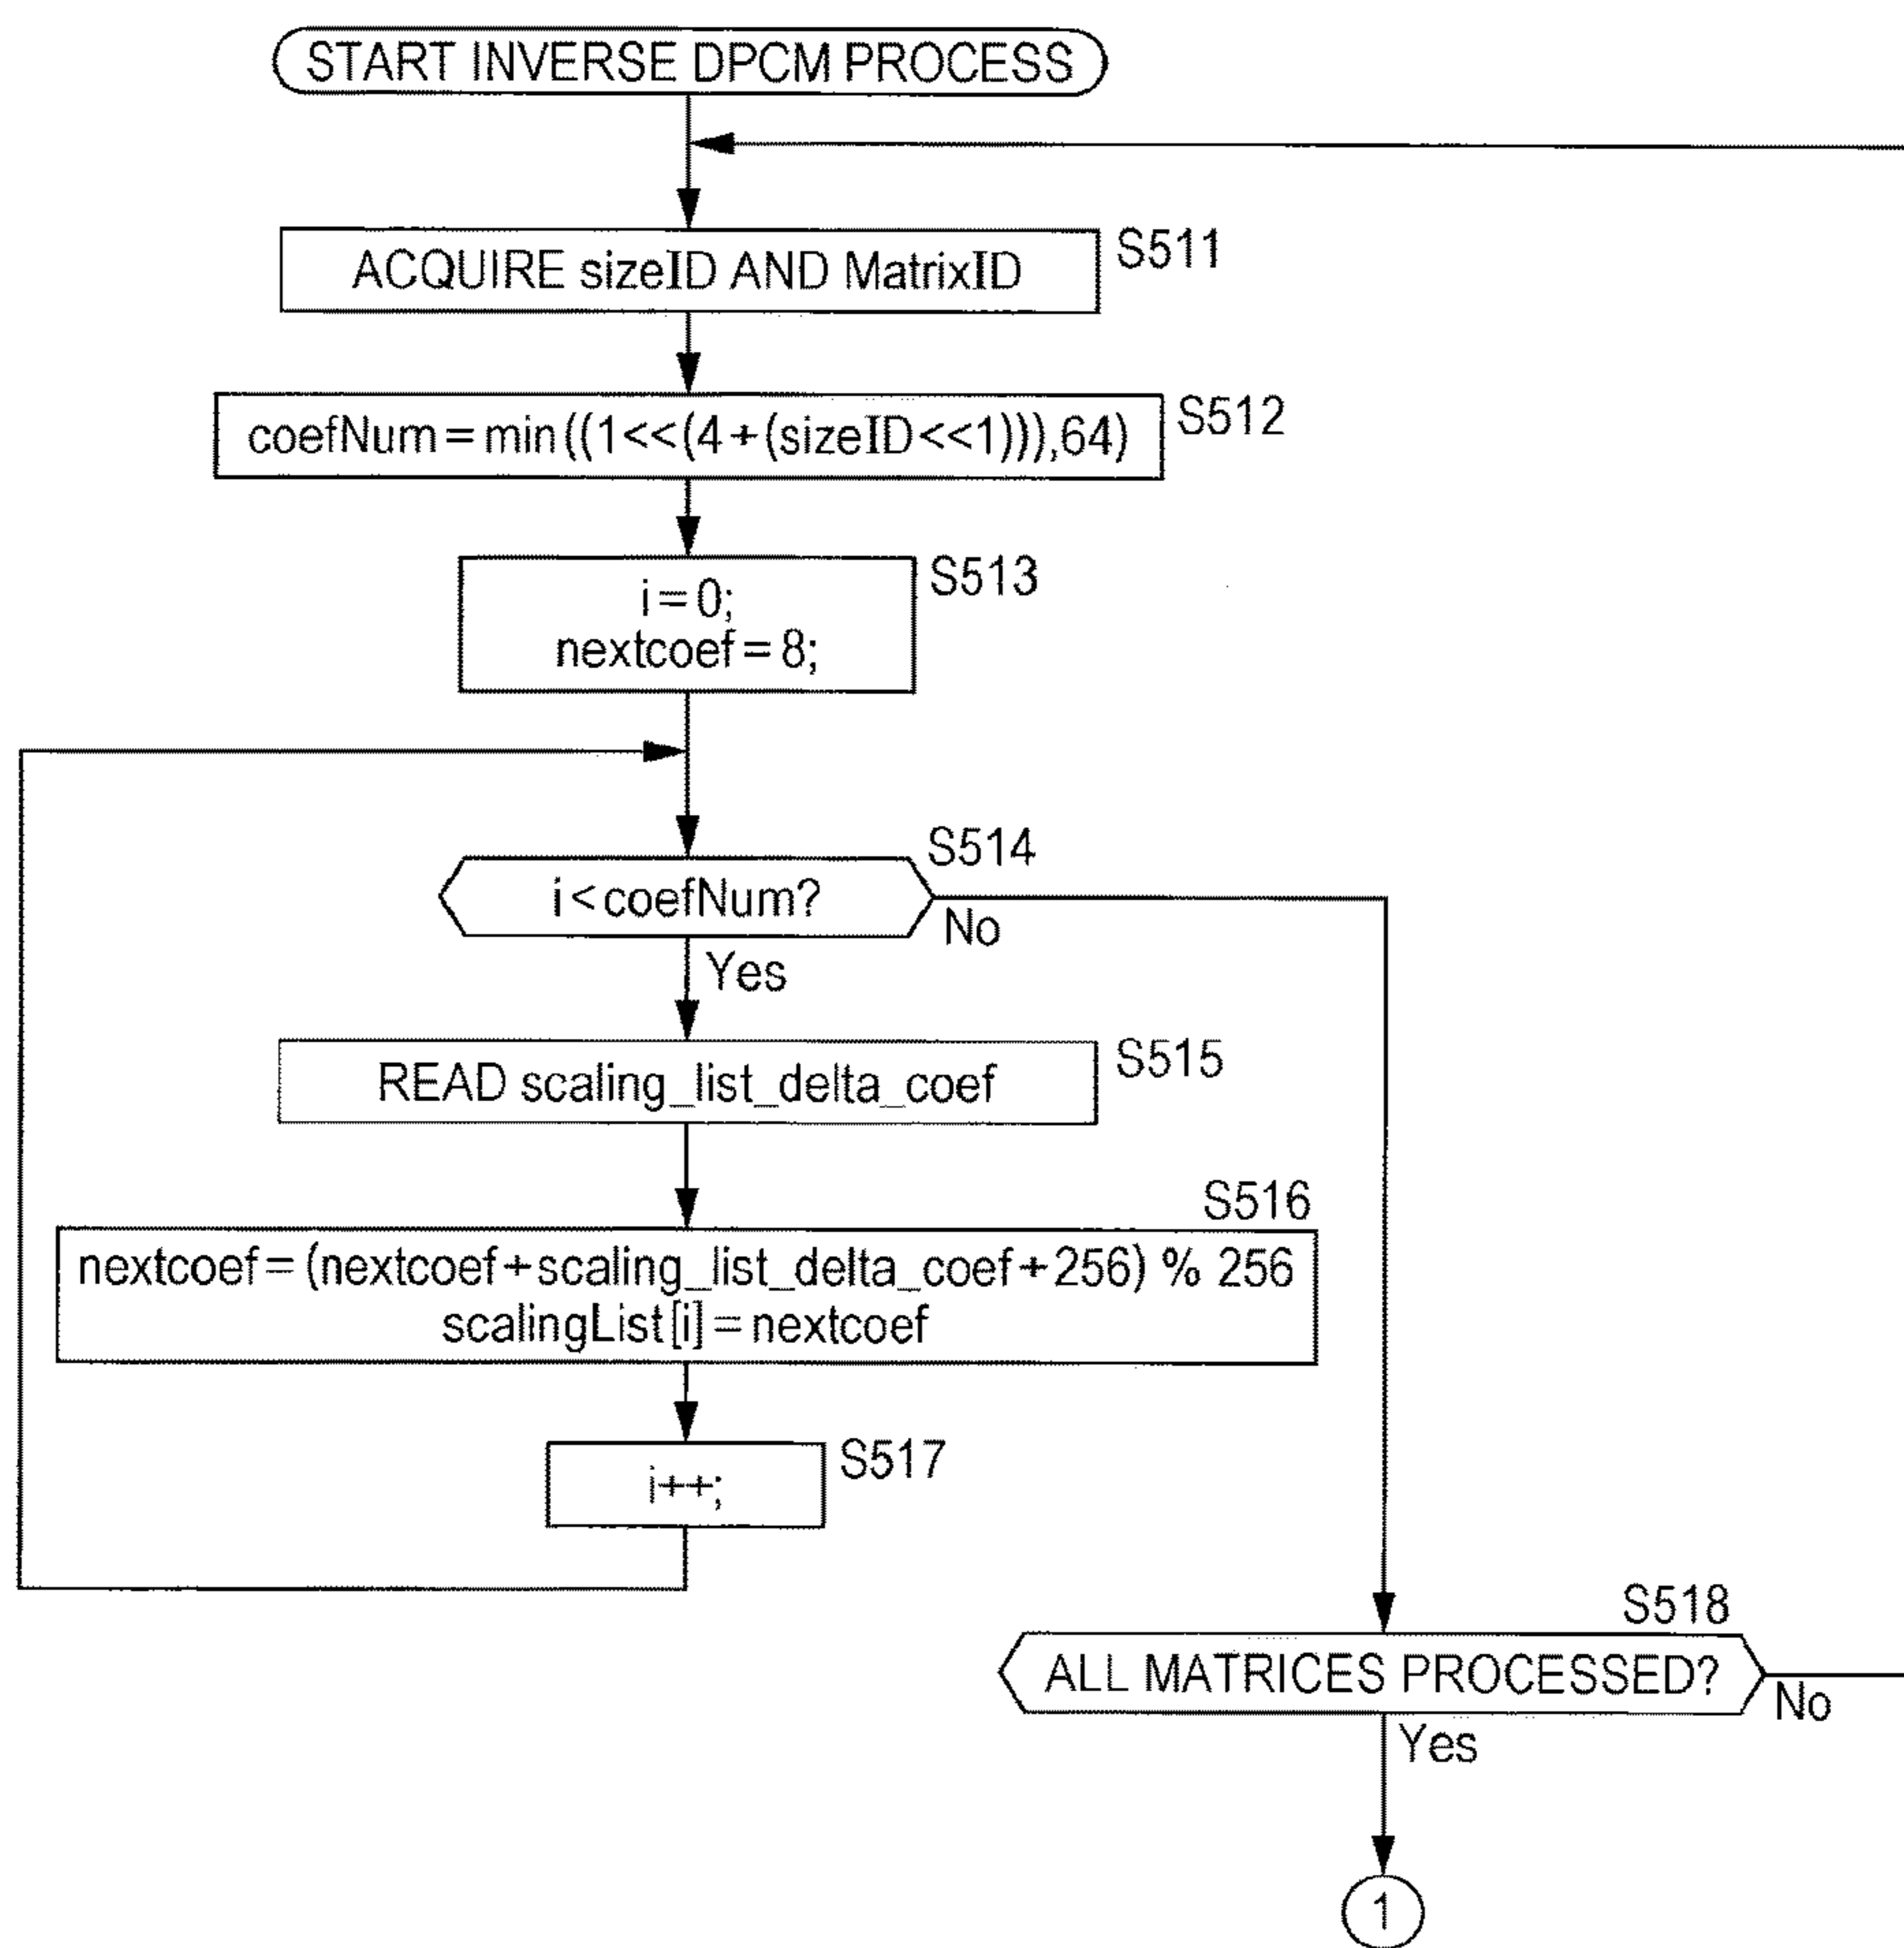 START INVERSE DPCM PROCESS
ACQUIRE sizeID AND MatrixID
S511
coefNum=min((1<<(4+(sizeID<<1))),64)
S512
i=0;
nextcoef=8;
S513
i<coefNum?
S514
No
Yes
READ scaling_list_delta_coef
S515
S516
nextcoef=(nextcoef+scaling_list_delta_coef+256) % 256
scalingList[i]=nextcoef
i++;
S517
S518
ALL MATRICES PROCESSED?
No
Yes
1